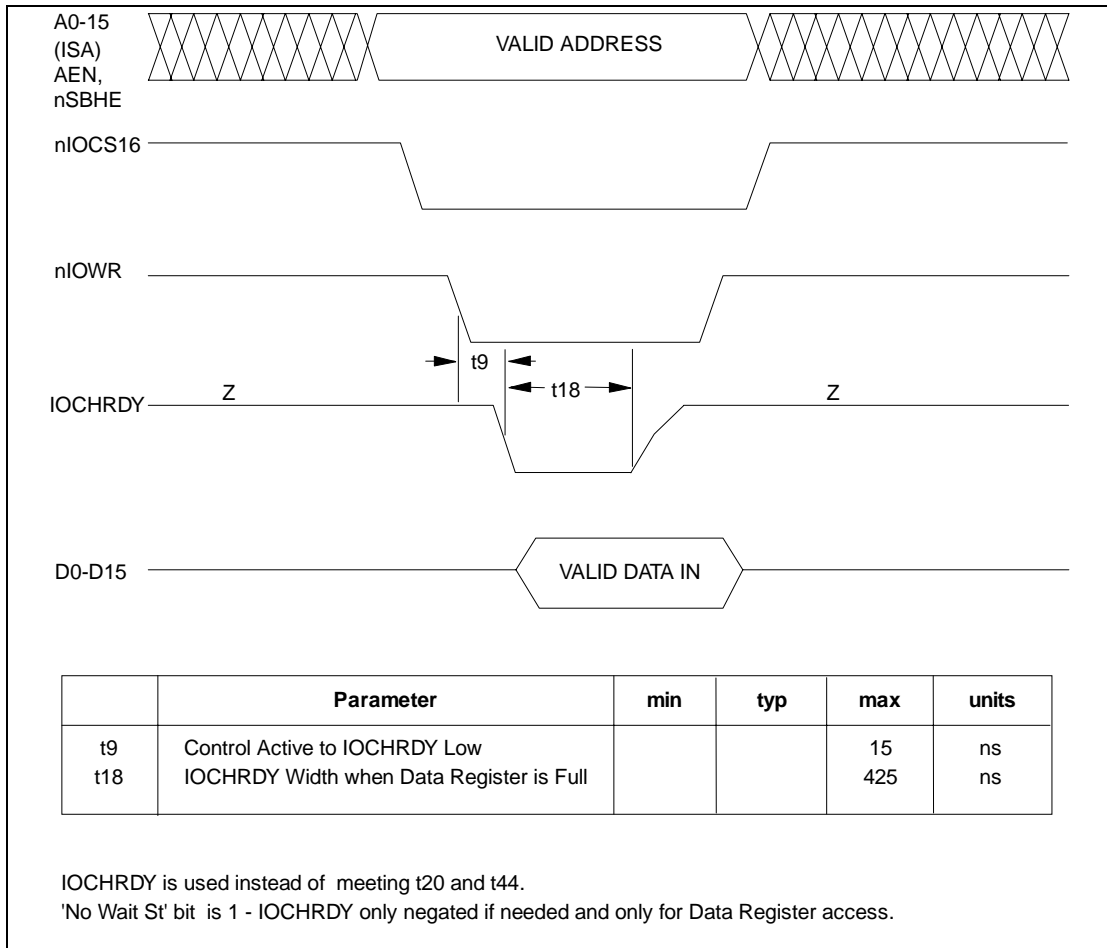 A0-15
(ISA)
AEN,
nSBHE
VALID ADDRESS
nIOCS16
nIOWR
t9
t18
IOCHRDY
Z
Z
D0-D15
VALID DATA IN
Parameter min typ max units
t9 Control Active to IOCHRDY Low 15 ns
t18 IOCHRDY Width when Data Register is Full 425 ns
IOCHRDY is used instead of meeting t20 and t44.
'No Wait St' bit is 1 - IOCHRDY only negated if needed and only for Data Register access.